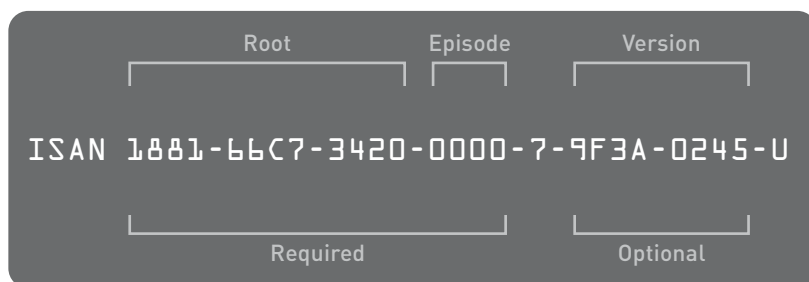 Root Episode Version
ISAN 1881-66C7-3420-0000-7-9F3A-0245-U
Required Optional